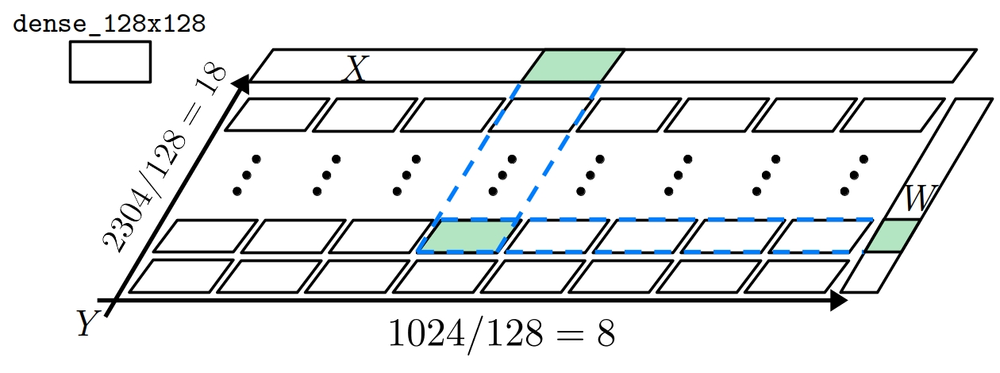 dense_128x128
X
2304/128 = 18
W
Y
1024/128 = 8